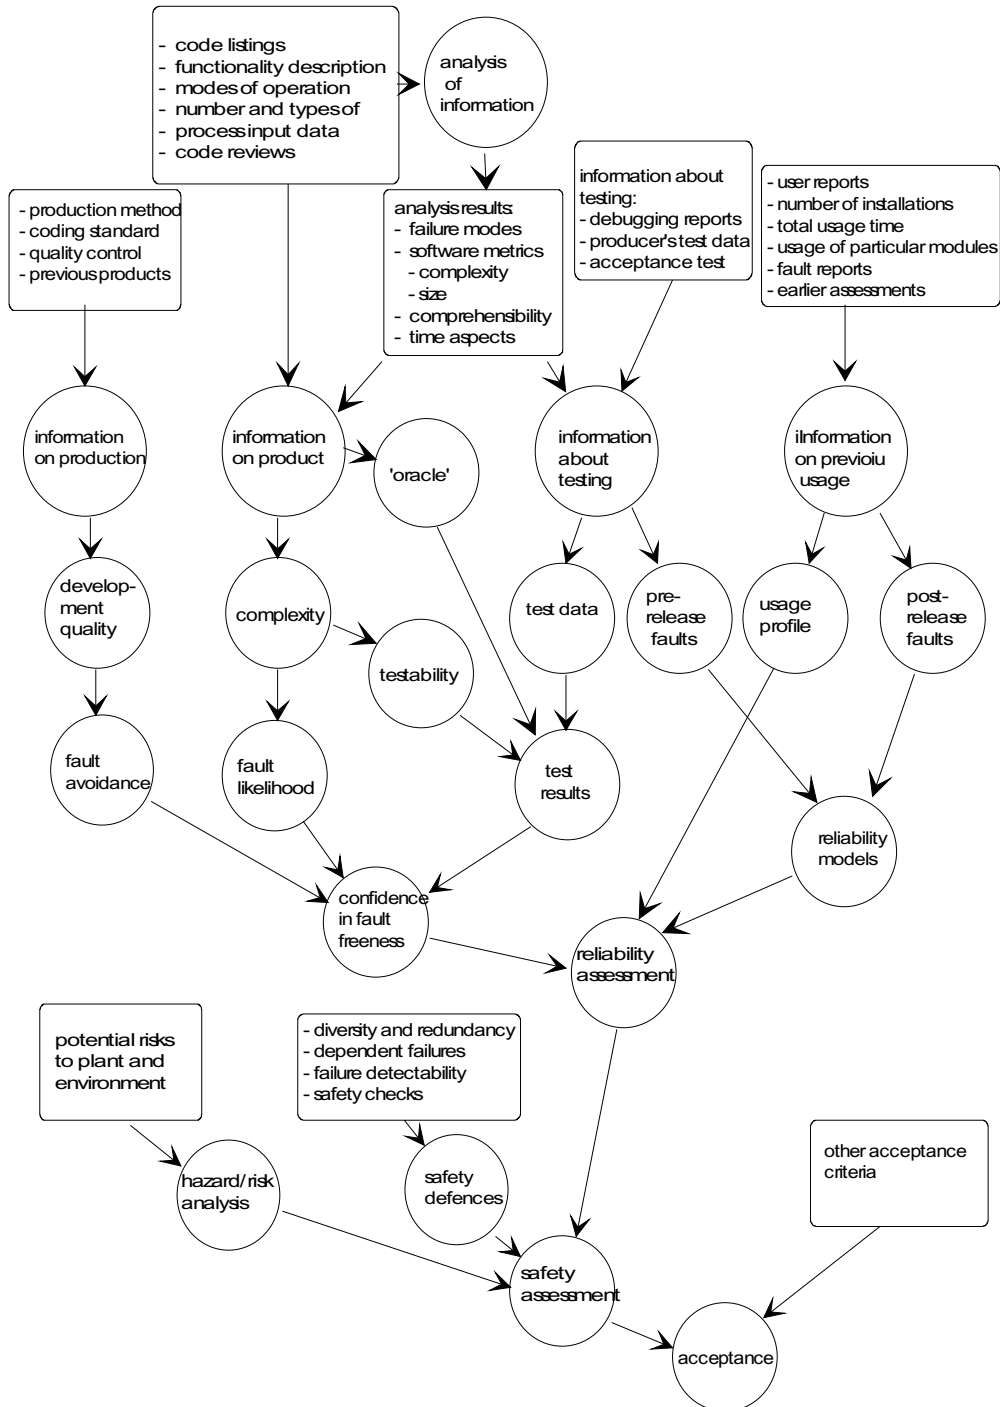 - code listings
- functionality description
- modes of operation
- number and types of
- process input data
- code reviews
analysis
of
information
- production method
- coding standard
- quality control
- previous products
analysis results:
- failure modes
- software metrics
- complexity
- size
- comprehensibility
- time aspects
information about
testing:
- debugging reports
- producer's test data
- acceptance test
- user reports
- number of installations
- total usage time
- usage of particular modules
- fault reports
- earlier assessments
information
on production
information
on product
'oracle'
information
about
testing
iInformation
on previoiu
usage
develop-
ment
quality
complexity
testability
test data
pre-
release
faults
usage
profile
post-
release
faults
fault
avoidance
fault
likelihood
test
results
reliability
models
confidence
in fault
freeness
reliability
assessment
potential risks
to plant and
environment
- diversity and redundancy
- dependent failures
- failure detectability
- safety checks
other acceptance
criteria
hazard/risk
analysis
safety
defences
safety
assessment
acceptance